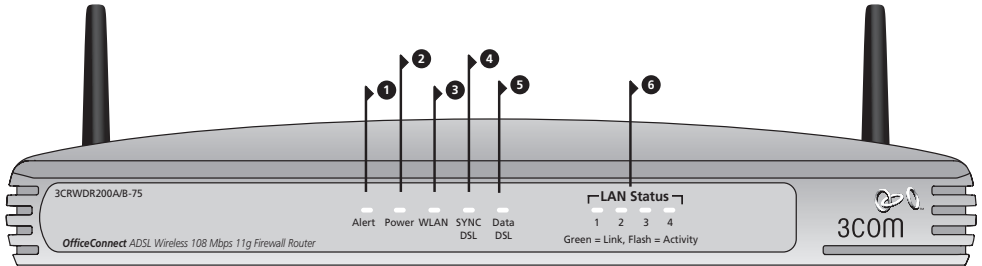 1
2
3
4
5
6
3CRWDR200A/B-75
LAN Status
Alert Power WLAN SYNC DSL Data DSL
1 2 3 4
Green = Link, Flash = Activity
OfficeConnect ADSL Wireless 108 Mbps 11g Firewall Router
3COM